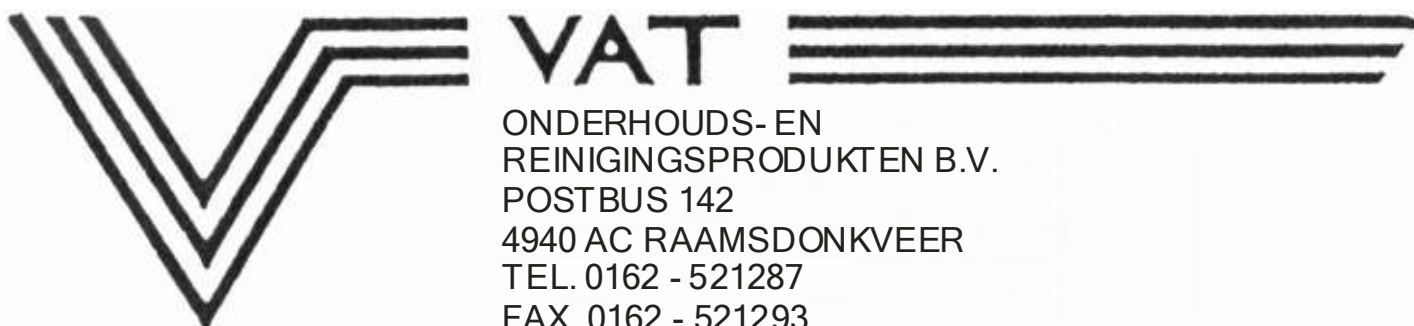 VAT
ONDERHOUDS- EN
REINIGINGSPRODUKTEN B.V.
POSTBUS 142
4940 AC RAAMSDONKVEER
TEL. 0162 - 521287
FAX 0162 - 521293